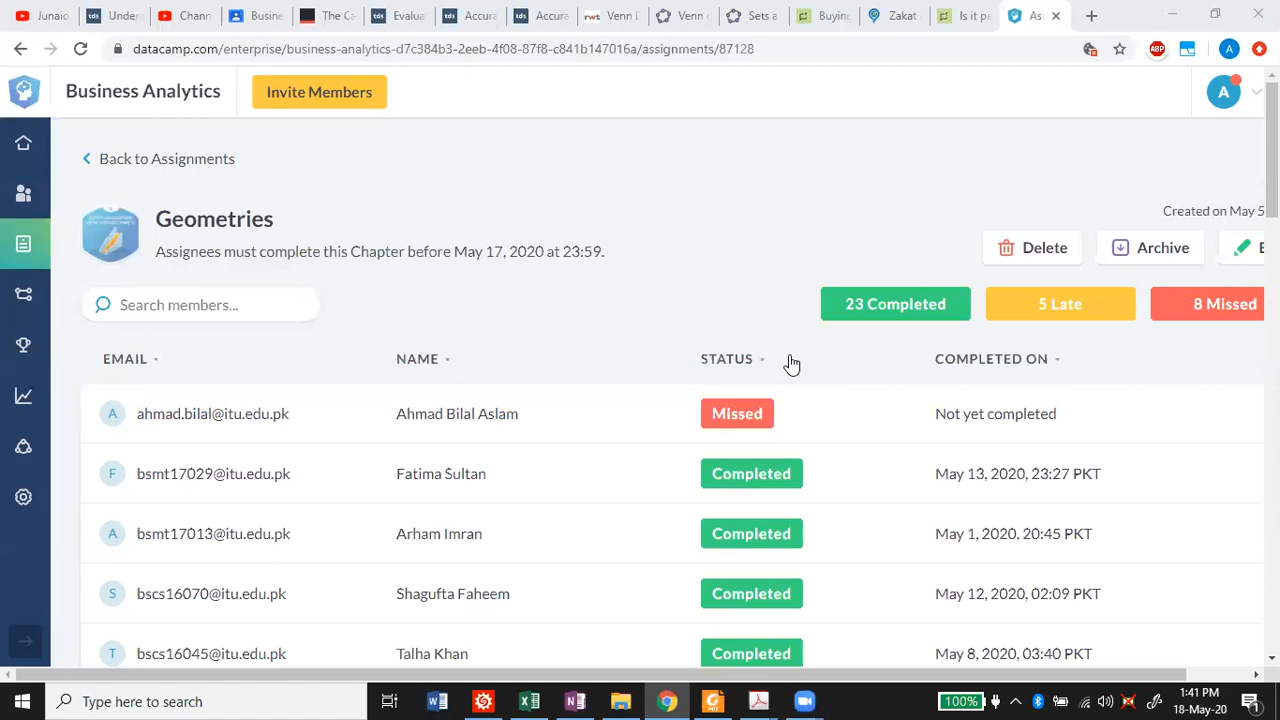 Junaio
Under
Chann
Busine
The Ca
Evalua
Accura
Accura
Venn D
Venn d
Sets a
Buying
Zakat
Is it pe
As
datacamp.com/enterprise/business-analytics-d7c384b3-2eeb-4f08-87f8-c841b147016a/assignments/87128
ABP
A
Business Analytics
Invite Members
A
Back to Assignments
Geometries
Created on May 5
Assignees must complete this Chapter before May 17, 2020 at 23:59.
Delete
Archive
E
Search members...
23 Completed
5 Late
8 Missed
EMAIL
NAME
STATUS
COMPLETED ON
A ahmad.bilal@itu.edu.pk Ahmad Bilal Aslam Missed Not yet completed
F bsmt17029@itu.edu.pk Fatima Sultan Completed May 13, 2020, 23:27 PKT
A bsmt17013@itu.edu.pk Arham Imran Completed May 1, 2020, 20:45 PKT
S bscs16070@itu.edu.pk Shagufta Faheem Completed May 12, 2020, 02:09 PKT
T bscs16045@itu.edu.pk Talha Khan Completed May 8, 2020, 03:40 PKT
Type here to search
100%
1:41 PM
18-May-20